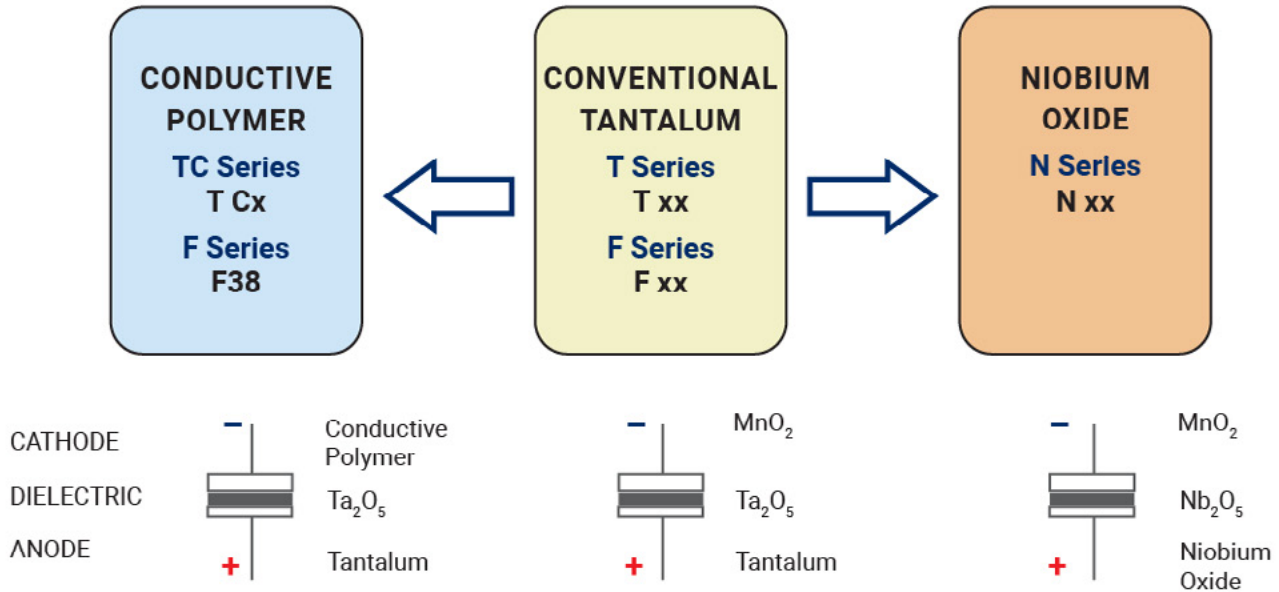 CONDUCTIVE
POLYMER
TC Series
T Cx
F Series
F38
CONVENTIONAL
TANTALUM
T Series
T xx
F Series
F xx
NIOBIUM
OXIDE
N Series
N xx
CATHODE
DIELECTRIC
ANODE
−
Conductive
Polymer
Ta₂O₅
+
Tantalum
−
MnO₂
Ta₂O₅
+
Tantalum
−
MnO₂
Nb₂O₅
+
Niobium
Oxide